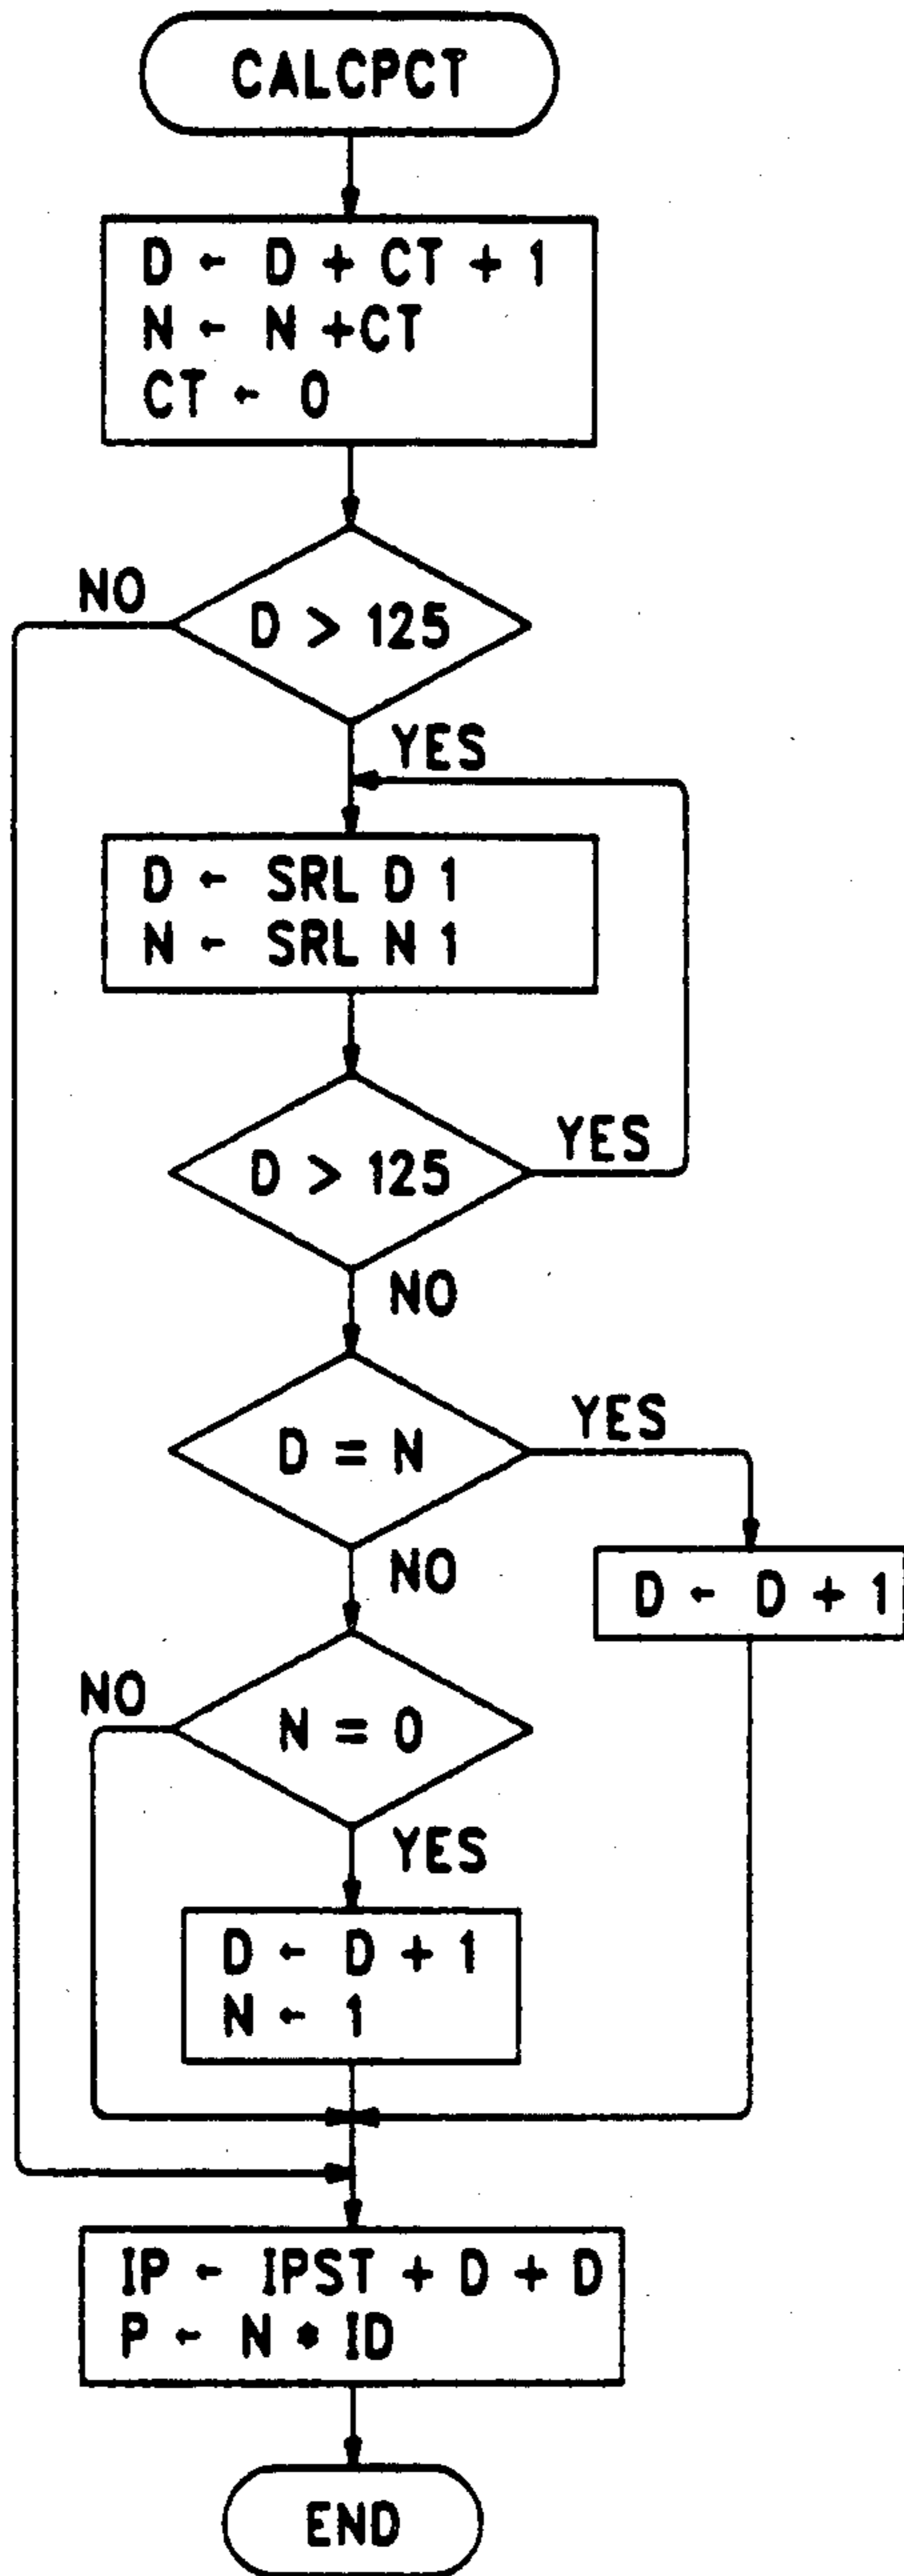 CALCPCT
D ← D + CT + 1
N ← N +CT
CT ← 0
NO
D > 125
YES
D ← SRL D 1
N ← SRL N 1
D > 125
YES
NO
D = N
YES
NO
D ← D + 1
NO
N = 0
YES
D ← D + 1
N ← 1
IP ← IPST + D + D
P ← N * ID
END